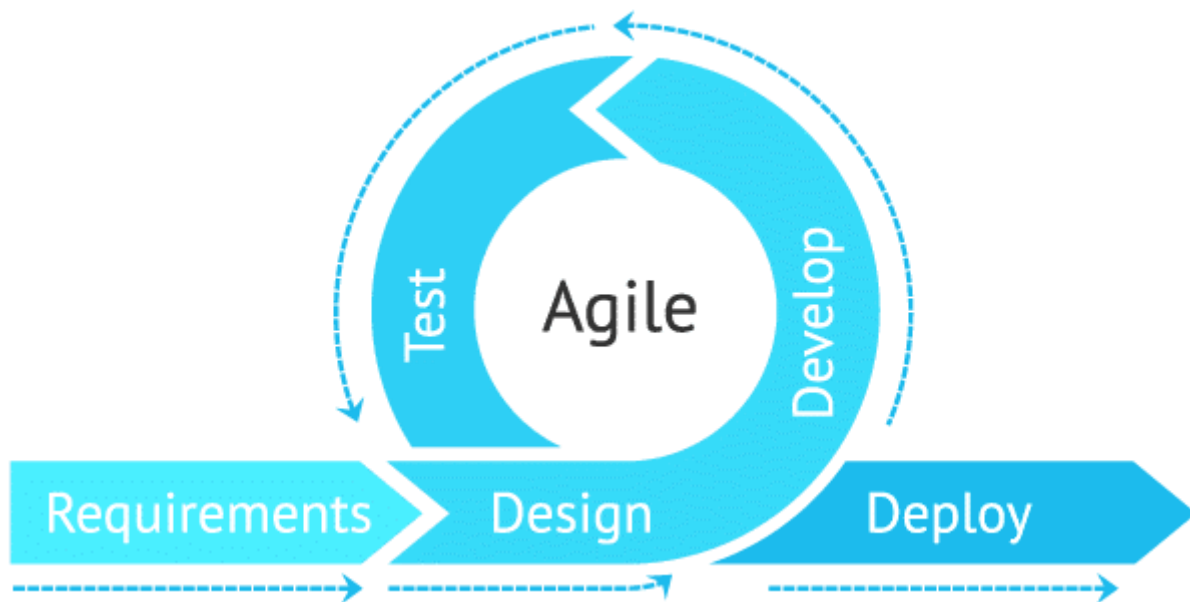 Agile
Test
Develop
Requirements
Design
Deploy